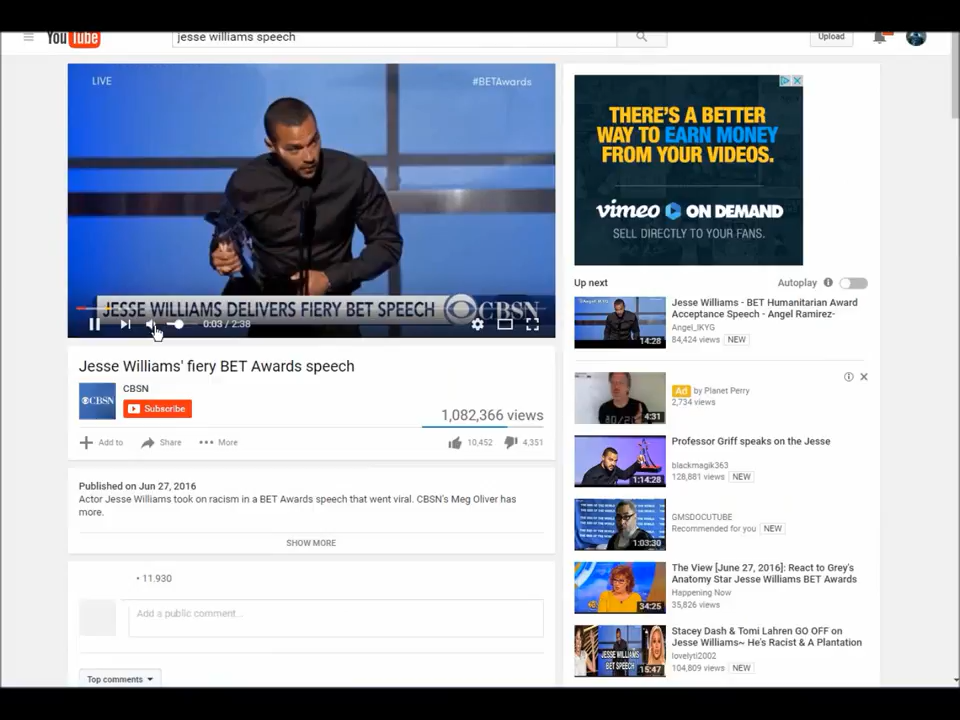 YouTube
jesse williams speech
Upload
LIVE
#BETAwards
JESSE WILLIAMS DELIVERS FIERY BET SPEECH
CBSN
0:03 / 2:38
Jesse Williams' fiery BET Awards speech
CBSN
CBSN
Subscribe
1,082,366 views
Add to
Share
More
10,452
4,351
Published on Jun 27, 2016
Actor Jesse Williams took on racism in a BET Awards speech that went viral. CBSN's Meg Oliver has
more.
SHOW MORE
• 11.930
Add a public comment...
Top comments
THERE'S A BETTER
WAY TO EARN MONEY
FROM YOUR VIDEOS.
vimeo ON DEMAND
SELL DIRECTLY TO YOUR FANS.
Up next
Autoplay
Jesse Williams - BET Humanitarian Award
Acceptance Speech - Angel Ramirez-
Angel_IKYG
84,424 views NEW
14:28
Ad by Planet Perry
2,734 views
4:31
Professor Griff speaks on the Jesse
blackmagik363
128,881 views NEW
1:14:28
GMSDOCUTUBE
Recommended for you NEW
1:03:30
The View [June 27, 2016]: React to Grey's
Anatomy Star Jesse Williams BET Awards
Happening Now
35,826 views
34:25
Stacey Dash & Tomi Lahren GO OFF on
Jesse Williams~ He's Racist & A Plantation
lovelyti2002
104,809 views NEW
JESSE WILLIAMS
BET SPEECH
15:47